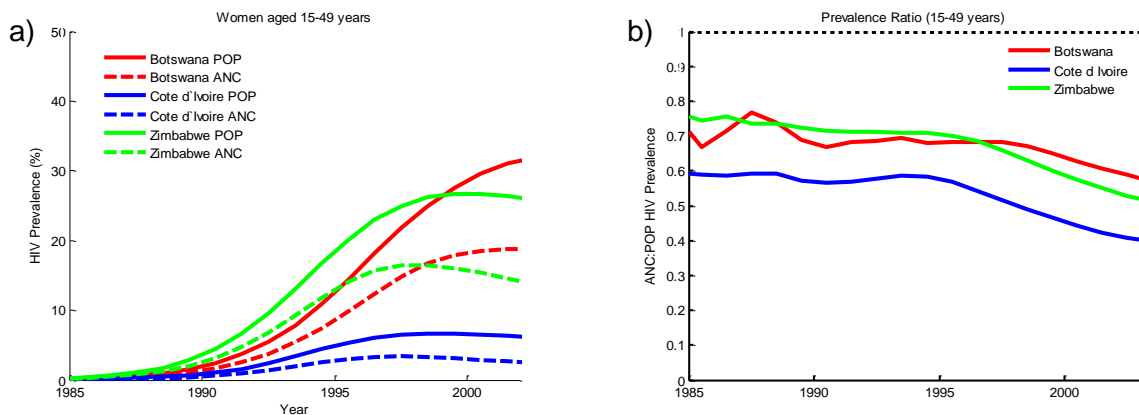 a)
Women aged 15-49 years
50
40
30
20
10
0
HIV Prevalence (%)
Botswana POP
Botswana ANC
Cote d`Ivoire POP
Cote d`Ivoire ANC
Zimbabwe POP
Zimbabwe ANC
1985 1990 1995 2000
Year
b)
Prevalence Ratio (15-49 years)
1
0.9
0.8
0.7
0.6
0.5
0.4
0.3
0.2
0.1
0
ANC:POP HIV Prevalence
Botswana
Cote d Ivoire
Zimbabwe
1985 1990 1995 2000